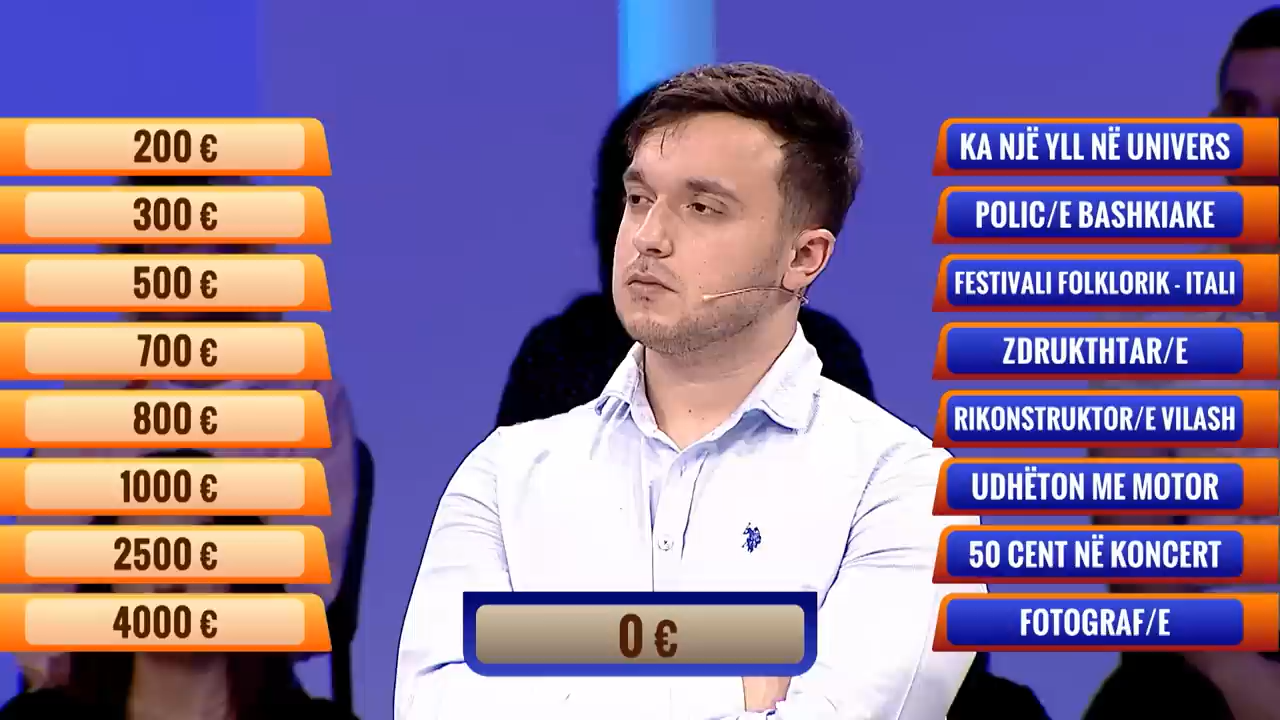 200 €
300 €
500 €
700 €
800 €
1000 €
2500 €
4000 €
0 €
KA NJË YLL NË UNIVERS
POLIC/E BASHKIAKE
FESTIVALI FOLKLORIK - ITALI
ZDRUKTHTAR/E
RIKONSTRUKTOR/E VILASH
UDHËTON ME MOTOR
50 CENT NË KONCERT
FOTOGRAF/E